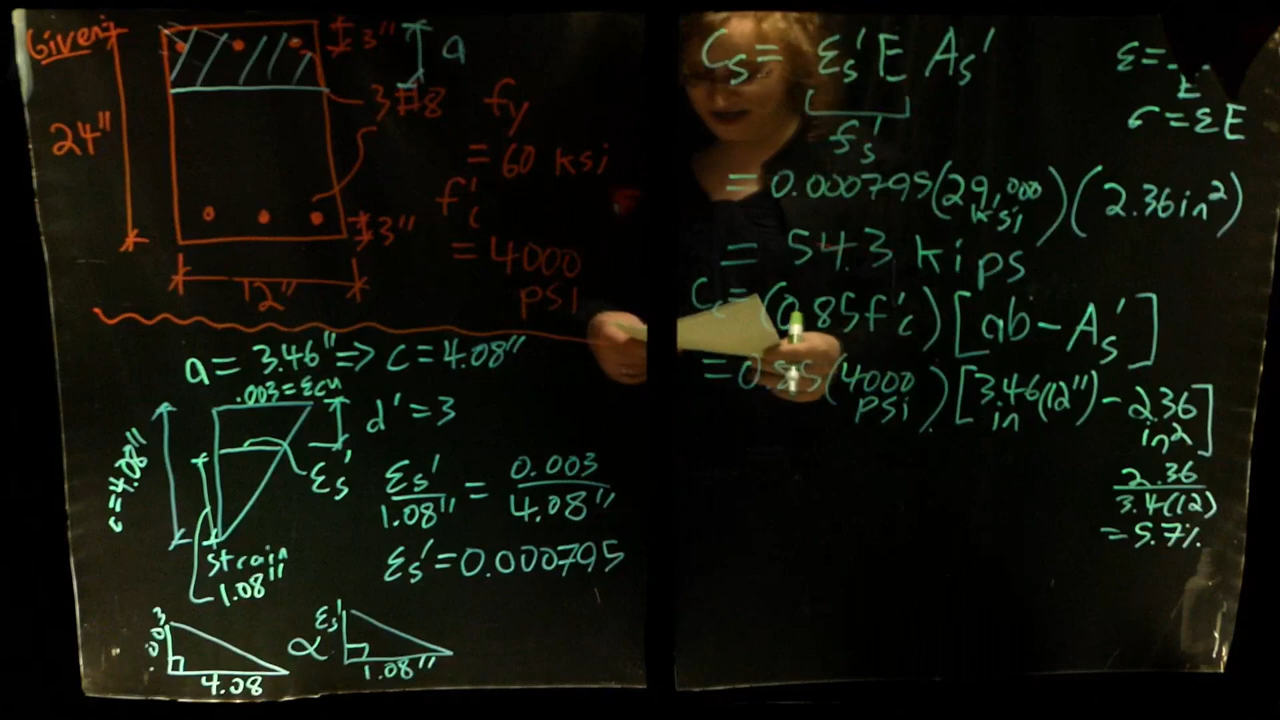 Given:
3"
a
24"
3#8
fy
= 60 ksi
f'c
= 4000
psi
3"
12"
a = 3.46" => c = 4.08"
.003 = εcu
d' = 3
c = 4.08"
εs'
εs'/1.08" = 0.003/4.08"
εs' = 0.000795
strain
1.08"
.003
4.08
α
εs'
1.08"
Cs = εs' E As'
fs'
= 0.000795(29,000 ksi)(2.36in²)
= 54.3 kips
Cc = (0.85f'c)[ab - As']
= 0.85(4000 psi)[3.46 in(12") - 2.36 in²]
2.36/3.4(12)
= 5.7%
σ = εE